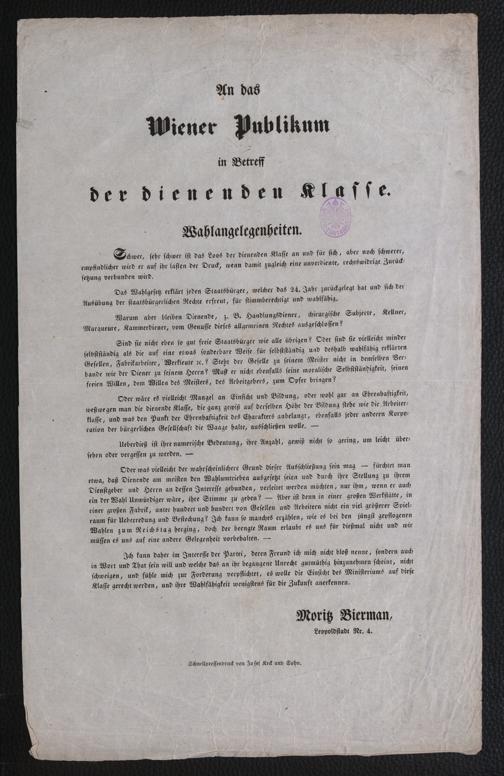 An das
Wiener Publikum
in Betreff
der dienenden Klasse.
Wahlangelegenheiten.
Schwer, sehr schwer ist das Loos der dienenden Klasse an und für sich, aber noch schwerer,
empfindlicher wird er auf ihr lasten der Druck, wenn damit zugleich eine unverdiente, rechtswidrige Zurück-
setzung verbunden wird.
Das Wahlgesetz erklärt jeden Staatsbürger, welcher das 24. Jahr zurückgelegt hat und sich der
Ausübung der staatsbürgerlichen Rechte erfreut, für stimmberechtigt und wahlfähig.
Warum aber bleiben Dienende, z. B. Handlungsdiener, chirurgische Subjecte, Kellner,
Marqueure, Kammerdiener, vom Genusse dieses allgemeinen Rechtes ausgeschlossen?
Sind sie nicht eben so gut freie Staatsbürger wie alle übrigen? Oder sind sie vielleicht minder
selbstständig als die auf eine etwas sonderbare Weise für selbstständig und deshalb wahlfähig erklärten
Gesellen, Fabrikarbeiter, Werkleute ꝛc.? Steht der Geselle zu seinem Meister nicht in demselben Ver-
bande wie der Diener zu seinem Herrn? Muß er nicht ebenfalls seine moralische Selbstständigkeit, seinen
freien Willen, dem Willen des Meisters, des Arbeitgebers, zum Opfer bringen?
Oder wäre es vielleicht Mangel an Einsicht und Bildung, oder wohl gar an Ehrenhaftigkeit,
weßwegen man die dienende Klasse, die ganz gewiß auf derselben Höhe der Bildung stehe wie die Arbeiter-
klasse, und was den Punkt der Ehrenhaftigkeit des Charakters anbelangt, ebenfalls jeder anderen Korpo-
ration der bürgerlichen Gesellschaft die Waage halte, ausschließen wolle. —
Ueberdieß ist ihre numerische Bedeutung, ihre Anzahl, gewiß nicht so gering, um leicht über-
sehen oder vergessen zu werden. —
Oder was vielleicht der wahrscheinlichere Grund dieser Ausschließung sein mag — fürchtet man
etwa, daß Dienende am meisten den Wahlumtrieben ausgesetzt seien und durch ihre Stellung zu ihrem
Dienstgeber und Herrn an dessen Interesse gebunden, verleitet werden möchten, nur ihm, wenn er auch
ein der Wahl Unwürdiger wäre, ihre Stimme zu geben? — Aber ist denn in einer großen Werkstätte, in
einer großen Fabrik, unter hundert und hundert von Gesellen und Arbeitern nicht ein viel größerer Spiel-
raum für Ueberredung und Bestechung? Ich kann so manches erzählen, wie es bei den jüngst gepflogenen
Wahlen zum Reichstag herging, doch der beengte Raum erlaubt es uns für diesmal nicht und wir
müssen es uns auf eine andere Gelegenheit vorbehalten. —
Ich kann daher im Interesse der Partei, deren Freund ich mich nicht bloß nenne, sondern auch
in Wort und That sein will und welche das an ihr begangene Unrecht gutmüthig hinzunehmen scheint, nicht
schweigen, und fühle mich zur Forderung verpflichtet, es wolle die Einsicht des Ministeriums auf diese
Klasse gerecht werden, und ihre Wahlfähigkeit wenigstens für die Zukunft anerkennen.
Moritz Bierman,
Leopoldstadt Nr. 4.
Schnellpressendruck von Josef Keck und Sohn.